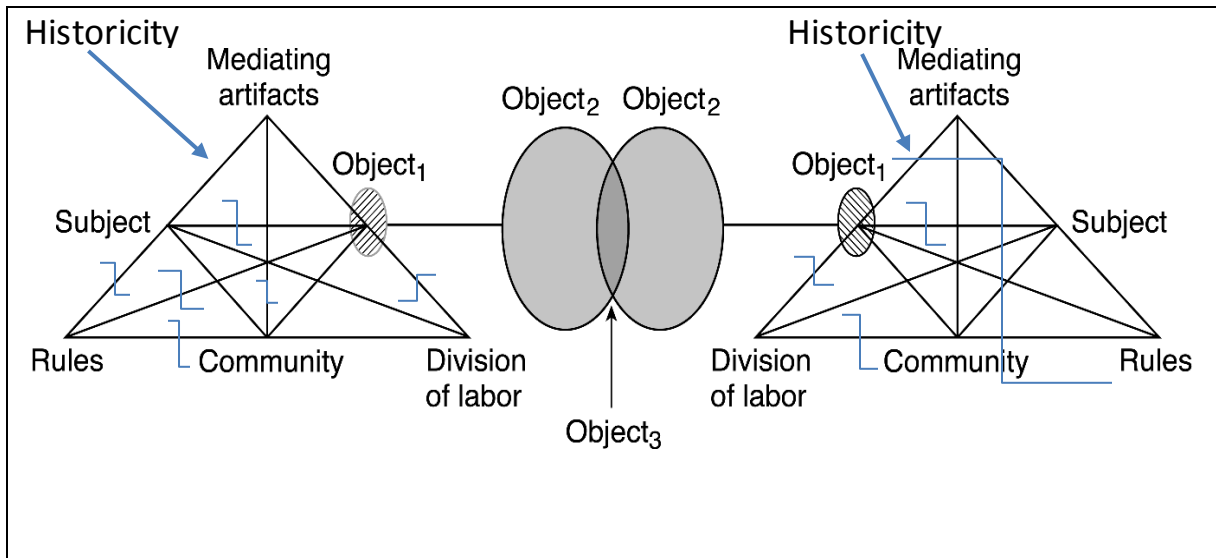 Historicity
Historicity
Mediating
artifacts
Mediating
artifacts
Object₂
Object₂
Object₁
Object₁
Subject
Subject
Rules
Community
Division
of labor
Division
of labor
Community
Rules
Object₃